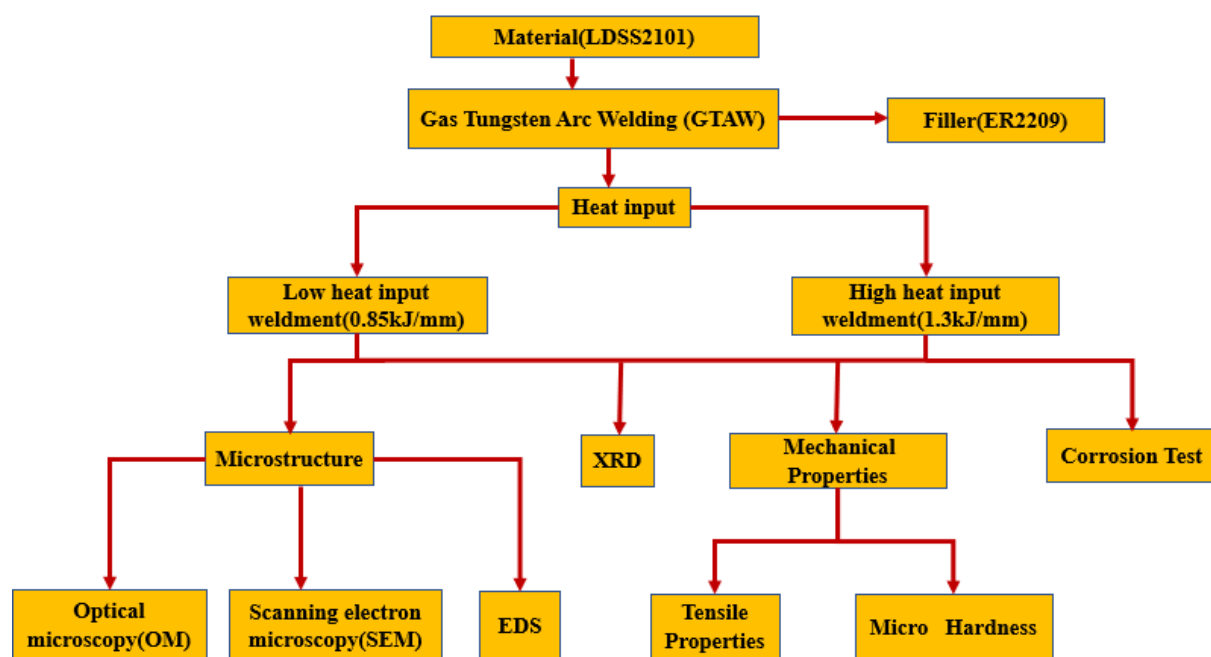 Material(LDSS2101)
Gas Tungsten Arc Welding (GTAW)
Filler(ER2209)
Heat input
Low heat input
weldment(0.85kJ/mm)
High heat input
weldment(1.3kJ/mm)
Microstructure
XRD
Mechanical
Properties
Corrosion Test
Optical
microscopy(OM)
Scanning electron
microscopy(SEM)
EDS
Tensile
Properties
Micro Hardness